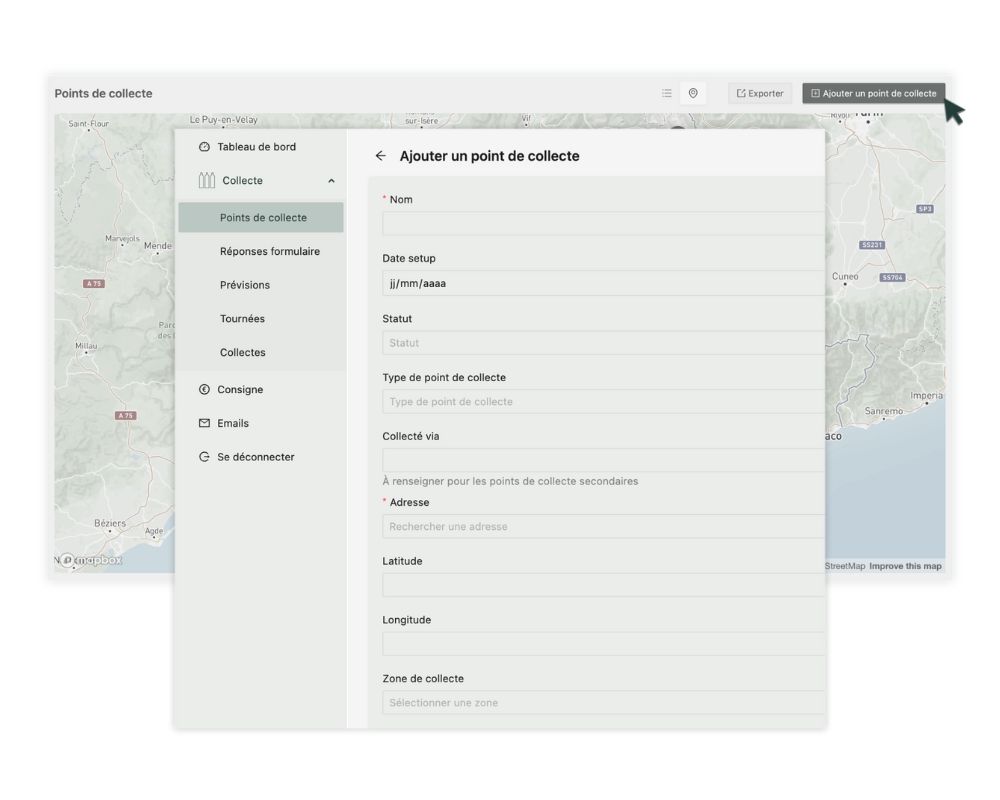 Points de collecte
Exporter
Ajouter un point de collecte
Saint-Flour
Le Puy-en-Velay
sur-Isère
Vif
Marvejols
Mende
A 75
Millau
A 75
Béziers
Agde
mapbox
SP3
SS231
Cuneo
SS704
Imperia
Sanremo
aco
StreetMap Improve this map
Tableau de bord
Collecte
Points de collecte
Réponses formulaire
Prévisions
Tournées
Collectes
Consigne
Emails
Se déconnecter
Ajouter un point de collecte
* Nom
Date setup
jj/mm/aaaa
Statut
Statut
Type de point de collecte
Type de point de collecte
Collecté via
À renseigner pour les points de collecte secondaires
* Adresse
Rechercher une adresse
Latitude
Longitude
Zone de collecte
Sélectionner une zone